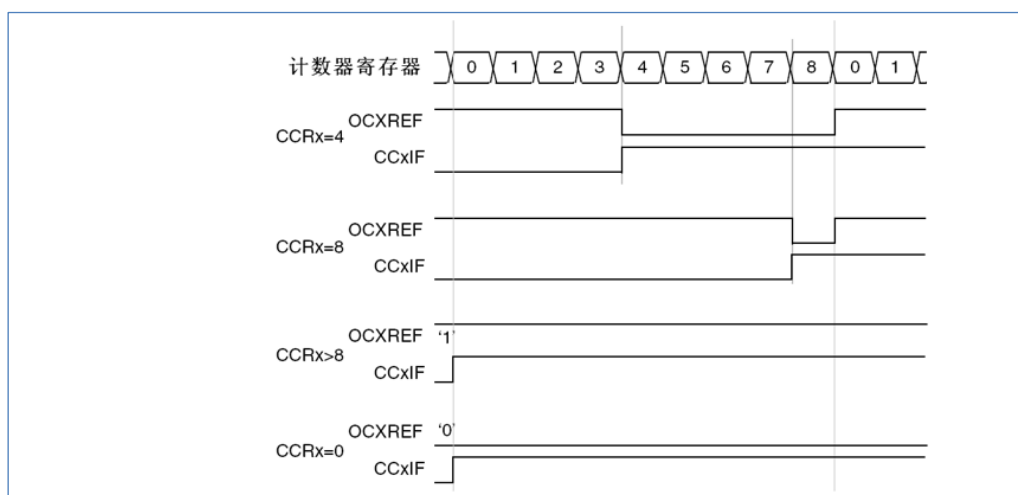 计数器寄存器 0 1 2 3 4 5 6 7 8 0 1
OCXREF
CCRx=4
CCxIF
OCXREF
CCRx=8
CCxIF
OCXREF ‘1’
CCRx>8
CCxIF
OCXREF ‘0’
CCRx=0
CCxIF